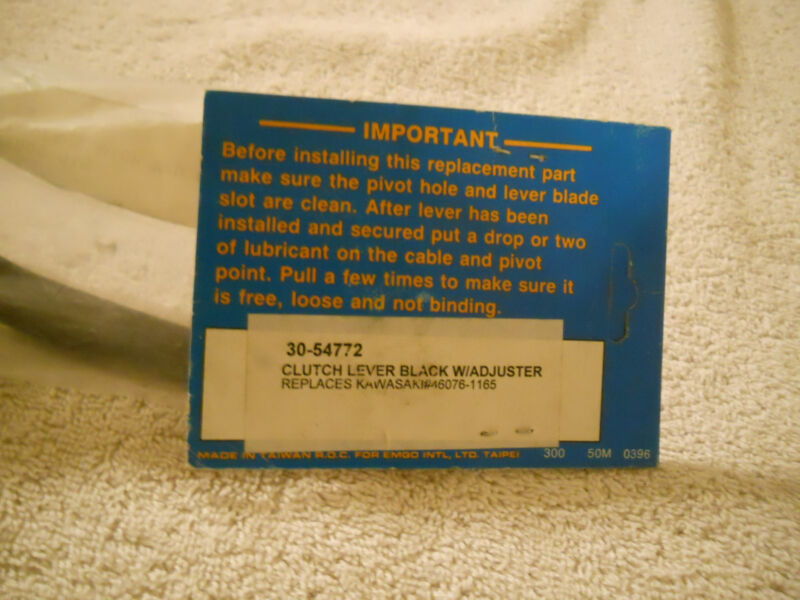 IMPORTANT
Before installing this replacement part
make sure the pivot hole and lever blade
slot are clean. After lever has been
installed and secured put a drop or two
of lubricant on the cable and pivot
point. Pull a few times to make sure it
is free, loose and not binding.
30-54772
CLUTCH LEVER BLACK W/ADJUSTER
REPLACES KAWASAKI#46076-1165
MADE IN TAIWAN R.O.C. FOR EMGO INTL, LTD. TAIPEI 300 50M 0396